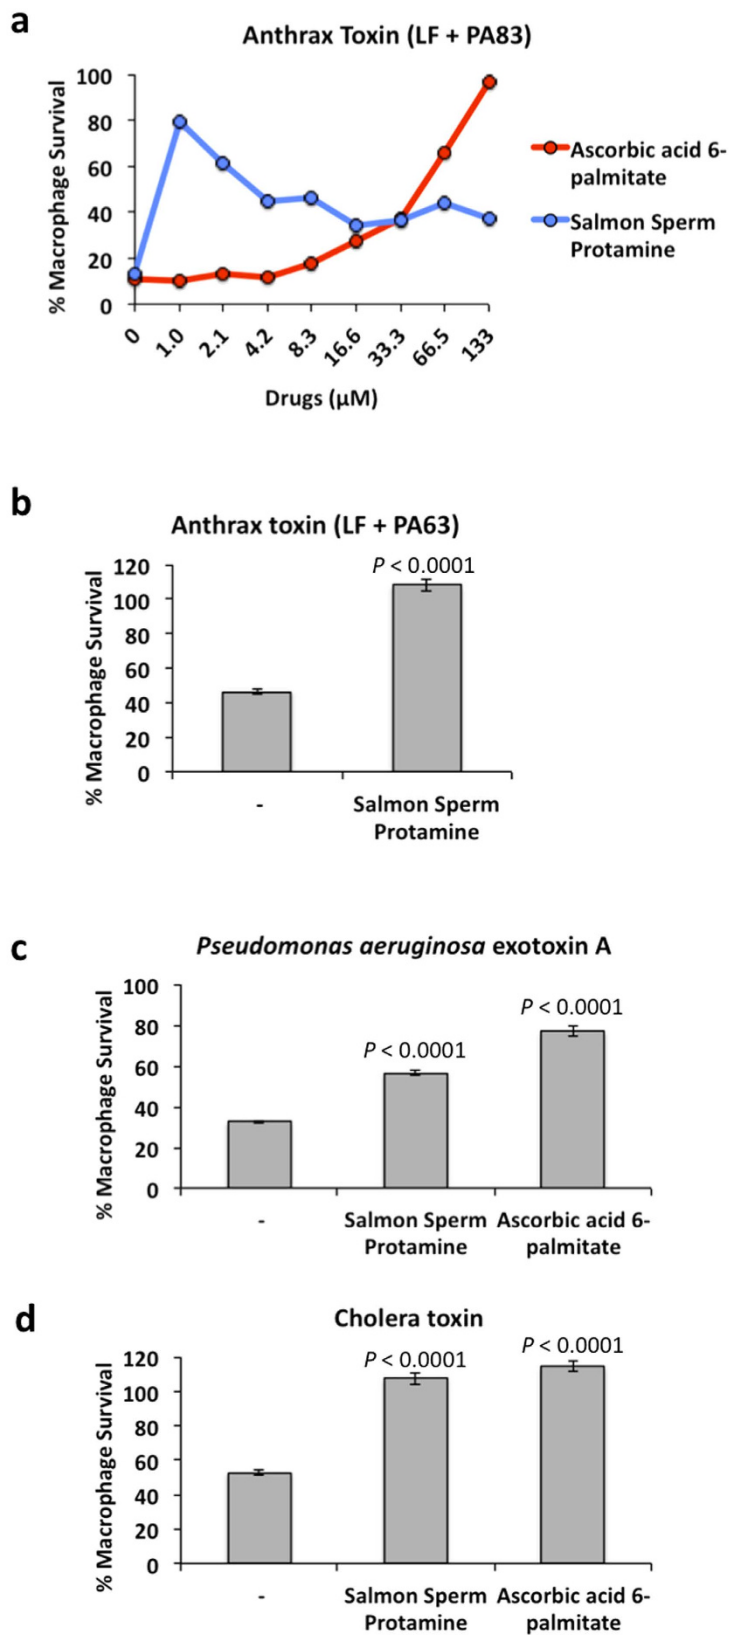 a
Anthrax Toxin (LF + PA83)
% Macrophage Survival
100
80
60
40
20
0
0 1.0 2.1 4.2 8.3 16.6 33.3 66.5 133
Drugs (µM)
Ascorbic acid 6-
palmitate
Salmon Sperm
Protamine
b
Anthrax toxin (LF + PA63)
% Macrophage Survival
120
100
80
60
40
20
0
P < 0.0001
- Salmon Sperm
Protamine
c
Pseudomonas aeruginosa exotoxin A
% Macrophage Survival
100
80
60
40
20
0
P < 0.0001
P < 0.0001
- Salmon Sperm Ascorbic acid 6-
Protamine palmitate
d
Cholera toxin
% Macrophage Survival
120
100
80
60
40
20
0
P < 0.0001
P < 0.0001
- Salmon Sperm Ascorbic acid 6-
Protamine palmitate